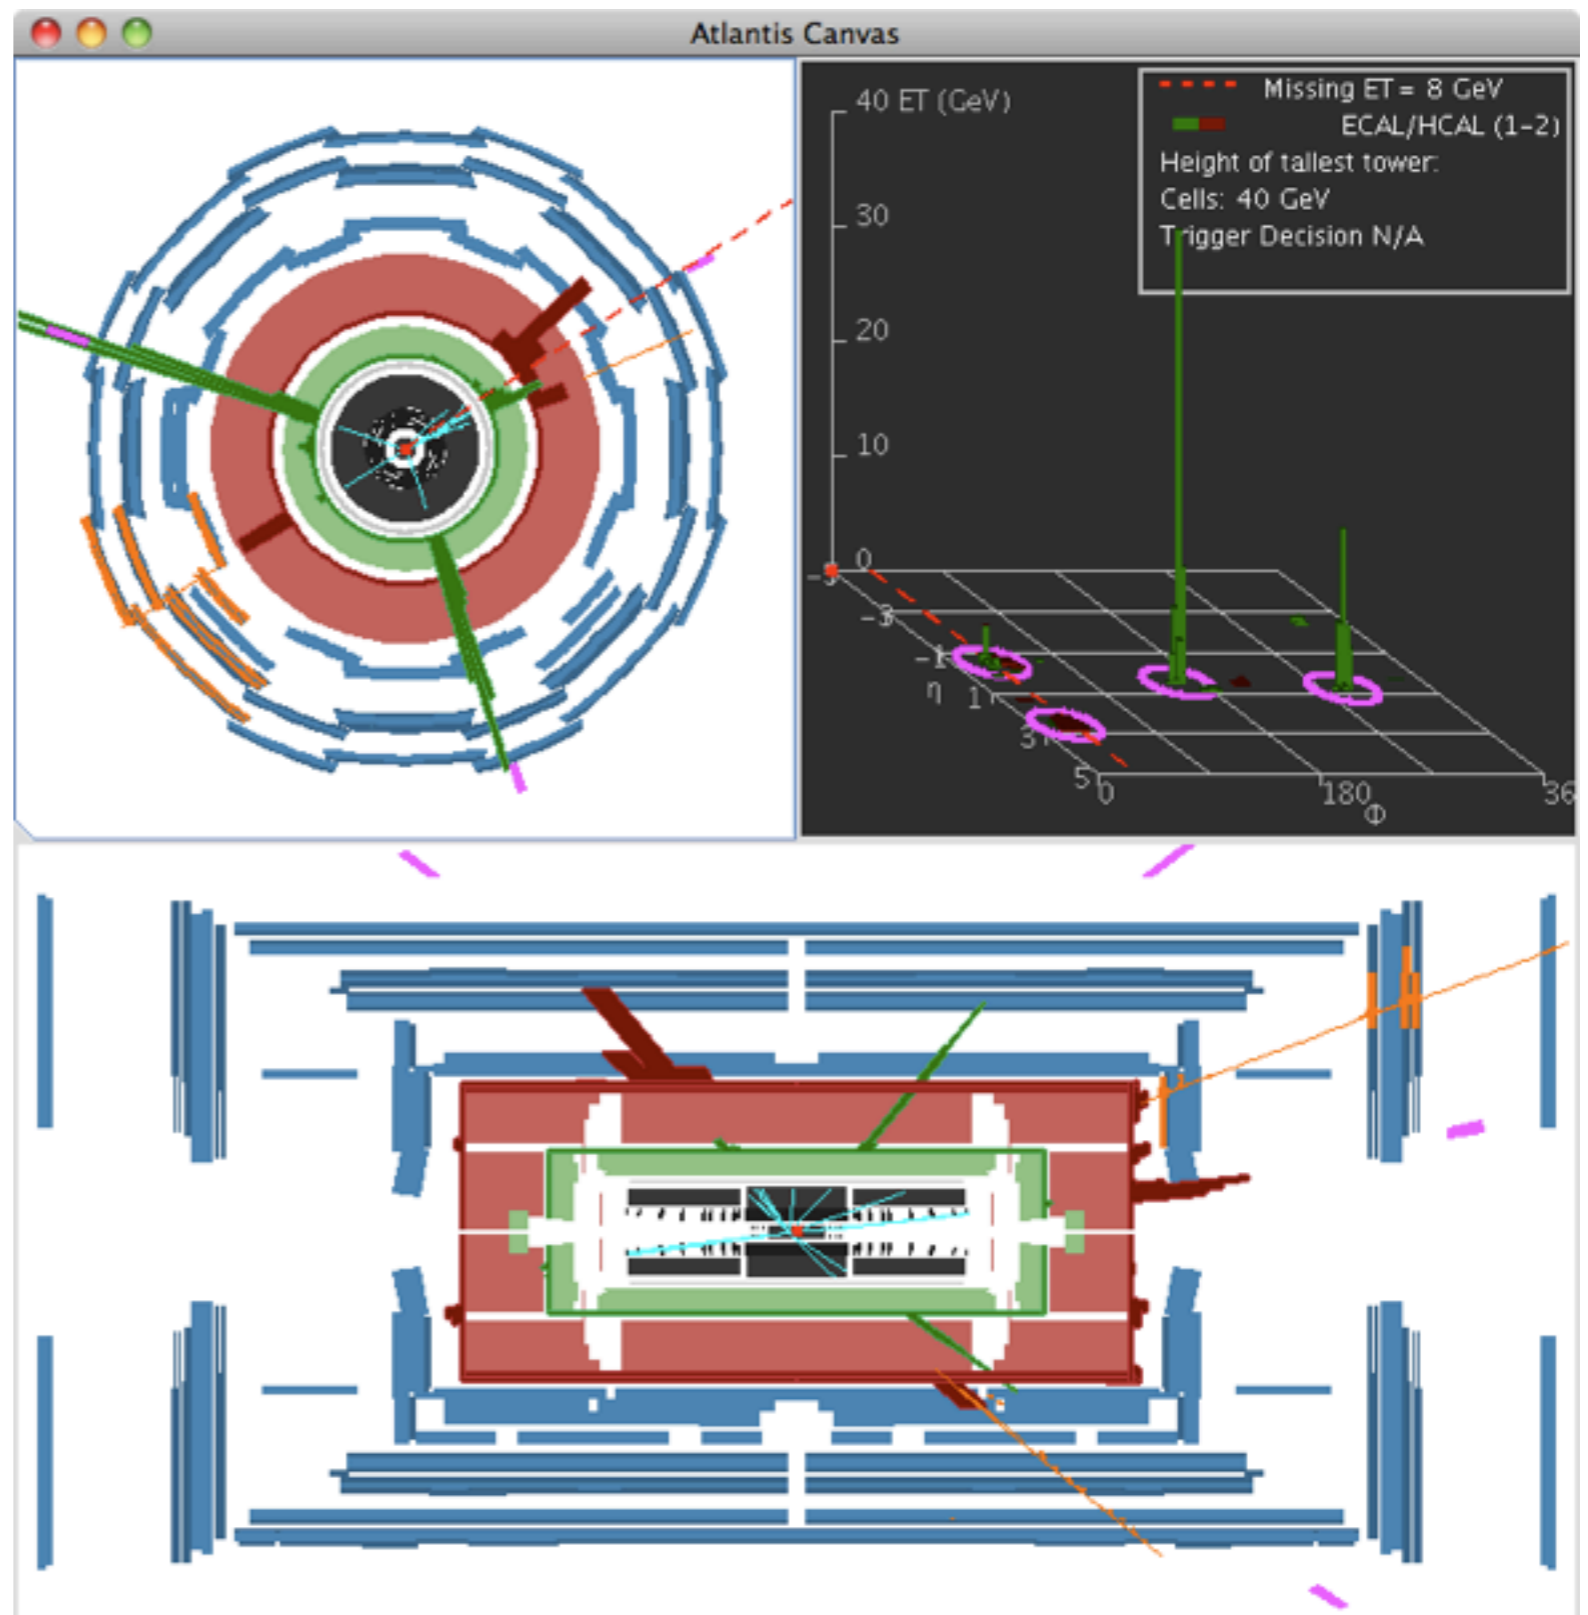 Atlantis Canvas
40 ET (GeV)
Missing ET = 8 GeV
ECAL/HCAL (1-2)
Height of tallest tower:
Cells: 40 GeV
Trigger Decision N/A
30
20
10
0
-3
-1
η
1
3
5
0
180
Φ
36